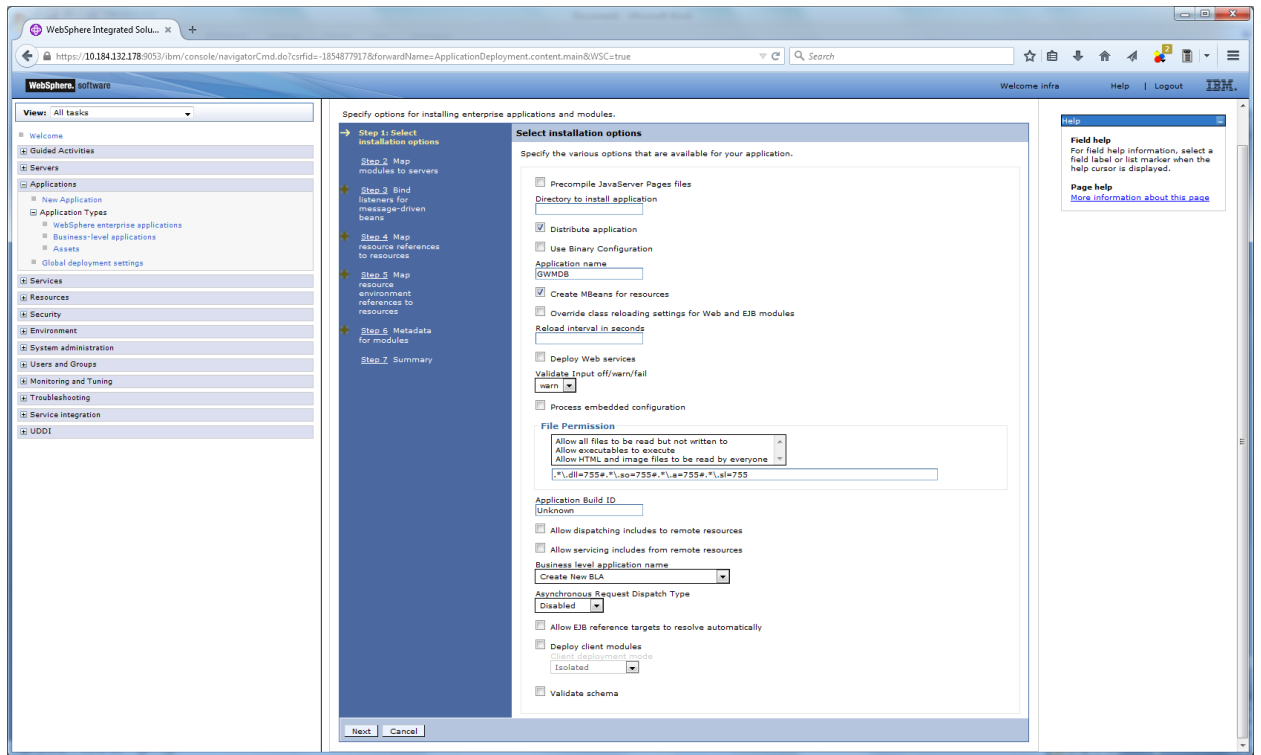 WebSphere Integrated Solu... × +
https://10.184.132.178:9053/ibm/console/navigatorCmd.do?csrfid=-1854877917&forwardName=ApplicationDeployment.content.main&WSC=true
Search
2
WebSphere. software
Welcome infra
Help | Logout
IBM.
View: All tasks
Welcome
Guided Activities
Servers
Applications
New Application
Application Types
WebSphere enterprise applications
Business-level applications
Assets
Global deployment settings
Services
Resources
Security
Environment
System administration
Users and Groups
Monitoring and Tuning
Troubleshooting
Service integration
UDDI
Specify options for installing enterprise applications and modules.
Step 1: Select
installation options
Step 2 Map
modules to servers
Step 3 Bind
listeners for
message-driven
beans
Step 4 Map
resource references
to resources
Step 5 Map
resource
environment
references to
resources
Step 6 Metadata
for modules
Step 7 Summary
Select installation options
Specify the various options that are available for your application.
Precompile JavaServer Pages files
Directory to install application
Distribute application
Use Binary Configuration
Application name
GWMDB
Create MBeans for resources
Override class reloading settings for Web and EJB modules
Reload interval in seconds
Deploy Web services
Validate Input off/warn/fail
warn
Process embedded configuration
File Permission
Allow all files to be read but not written to
Allow executables to execute
Allow HTML and image files to be read by everyone
.*\.dll=755#.*\.so=755#.*\.a=755#.*\.sl=755
Application Build ID
Unknown
Allow dispatching includes to remote resources
Allow servicing includes from remote resources
Business level application name
Create New BLA
Asynchronous Request Dispatch Type
Disabled
Allow EJB reference targets to resolve automatically
Deploy client modules
Client deployment mode
Isolated
Validate schema
Next Cancel
Help
Field help
For field help information, select a
field label or list marker when the
help cursor is displayed.
Page help
More information about this page